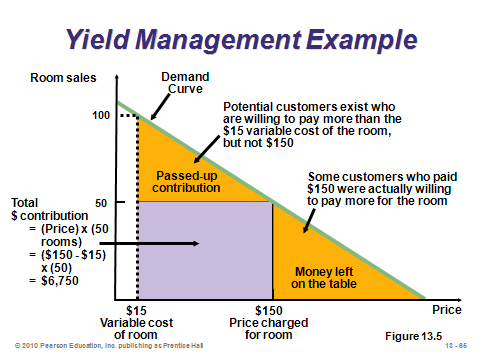 Yield Management Example
Room sales
Demand
Curve
Potential customers exist who
are willing to pay more than the
$15 variable cost of the room,
but not $150
100
Passed-up
contribution
Some customers who paid
$150 were actually willing
to pay more for the room
Total
$ contribution
= (Price) x (50
rooms)
= ($150 - $15)
x (50)
= $6,750
50
Money left
on the table
$15
Variable cost
of room
$150
Price charged
for room
Price
Figure 13.5
© 2010 Pearson Education, Inc. publishing as Prentice Hall
13 - 65